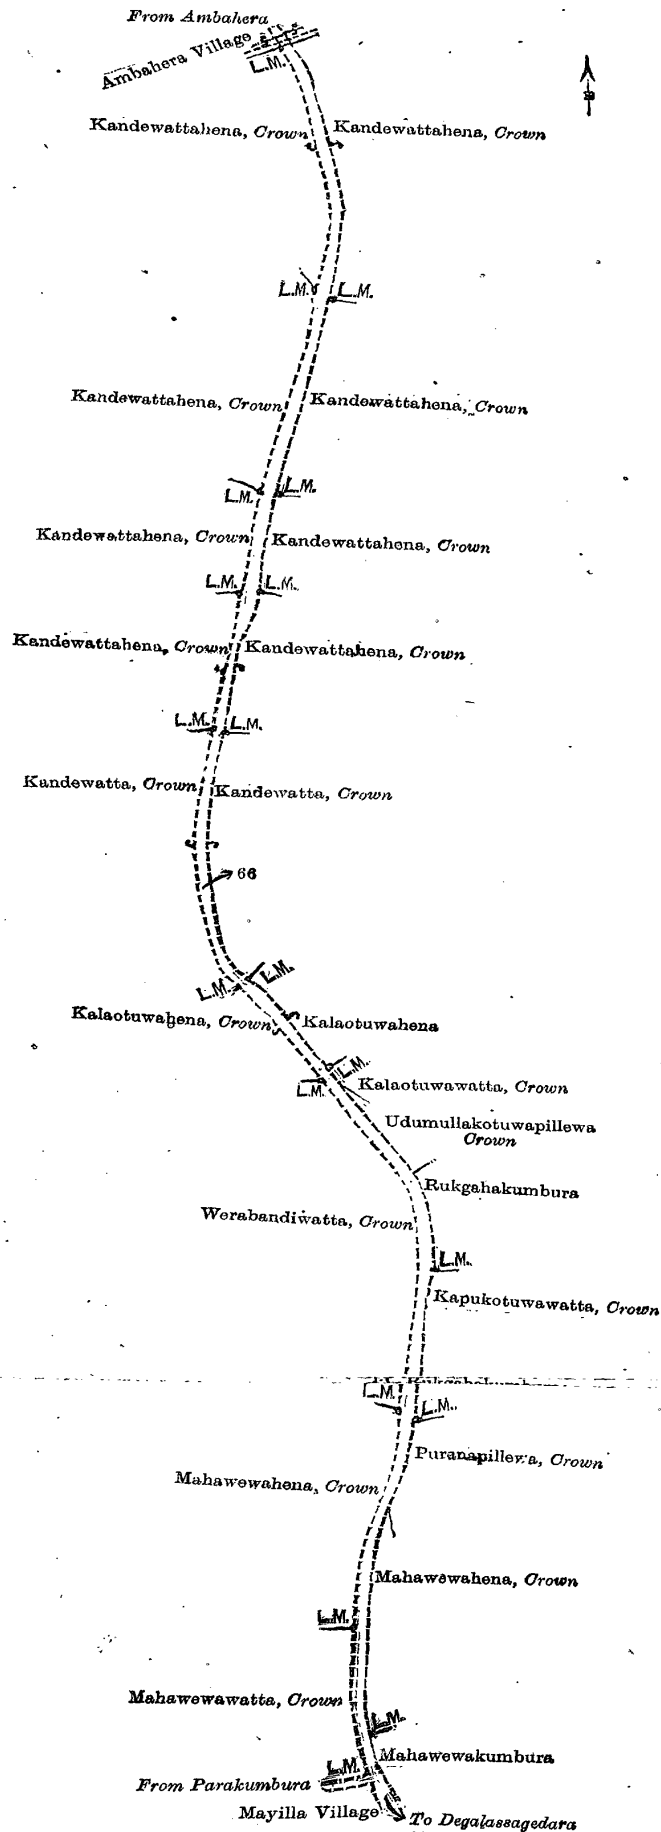 From Ambahera
Ambahera Village
L.M.
Kandewattahena, Crown
Kandewattahena, Crown
L.M.
L.M.
Kandewattahena, Crown
Kandewattahena, Crown
L.M.
L.M.
Kandewattahena, Crown
Kandewattahena, Crown
L.M.
L.M.
Kandewattahena, Crown
Kandewattahena, Crown
L.M.
L.M.
Kandewatta, Crown
Kandewatta, Crown
66
L.M.
L.M.
Kalaotuwahena, Crown
Kalaotuwahena
L.M.
L.M.
Kalaotuwawatta, Crown
Udumullakotuwapillewa
Crown
Rukgahakumbura
Werabandiwatta, Crown
L.M.
Kapukotuwawatta, Crown
L.M.
L.M.
Puranapillewa, Crown
Mahawewahena, Crown
Mahawewahena, Crown
L.M.
Mahawewawatta, Crown
L.M.
Mahawewakumbura
L.M.
From Parakumbura
Mayilla Village
To Degalassagedara